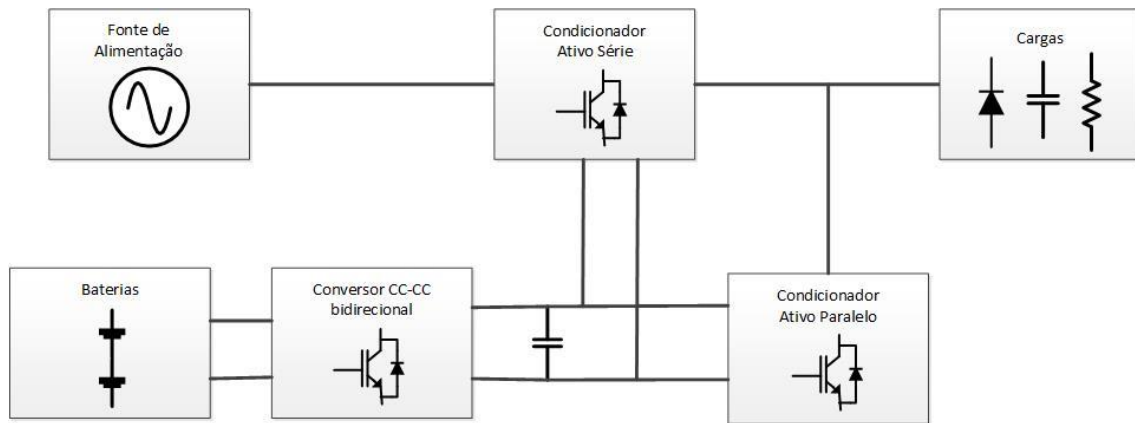 Fonte de
Alimentação
Condicionador
Ativo Série
Cargas
Baterias
Conversor CC-CC
bidirecional
Condicionador
Ativo Paralelo